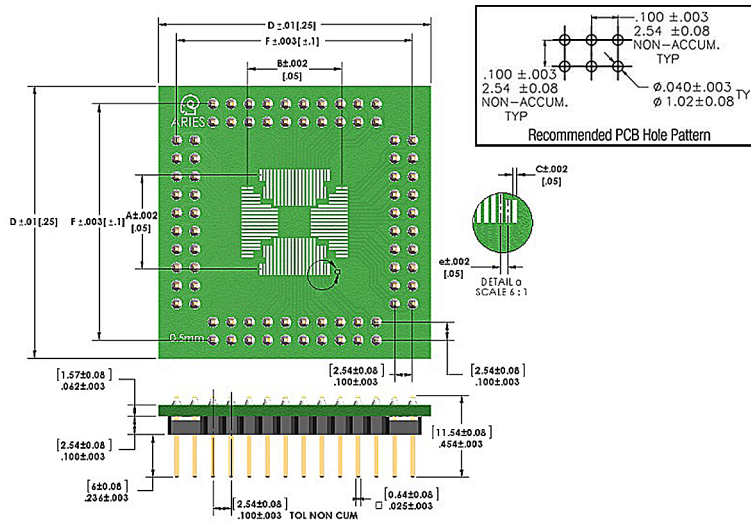 D ±.01[.25]
F ±.003[±.1]
B±.002
[.05]
ARIES
D ±.01[.25]
F ±.003[±.1]
A±.002
[.05]
0.5mm
.100 ±.003
2.54 ±0.08
NON-ACCUM.
TYP
.100 ±.003
2.54 ±0.08
NON-ACCUM.
TYP
Ø.040±.003 TY
Ø 1.02±0.08
Recommended PCB Hole Pattern
C±.002
[.05]
e±.002
[.05]
DETAIL a
SCALE 6 : 1
[2.54±0.08]
.100±.003
[2.54±0.08]
.100±.003
[1.57±0.08]
.062±.003
[2.54±0.08]
.100±.003
[6±0.08]
.236±.003
[2.54±0.08]
.100±.003 TOL NON CUM
[0.64±0.08]
.025±.003
[11.54±0.08]
.454±.003